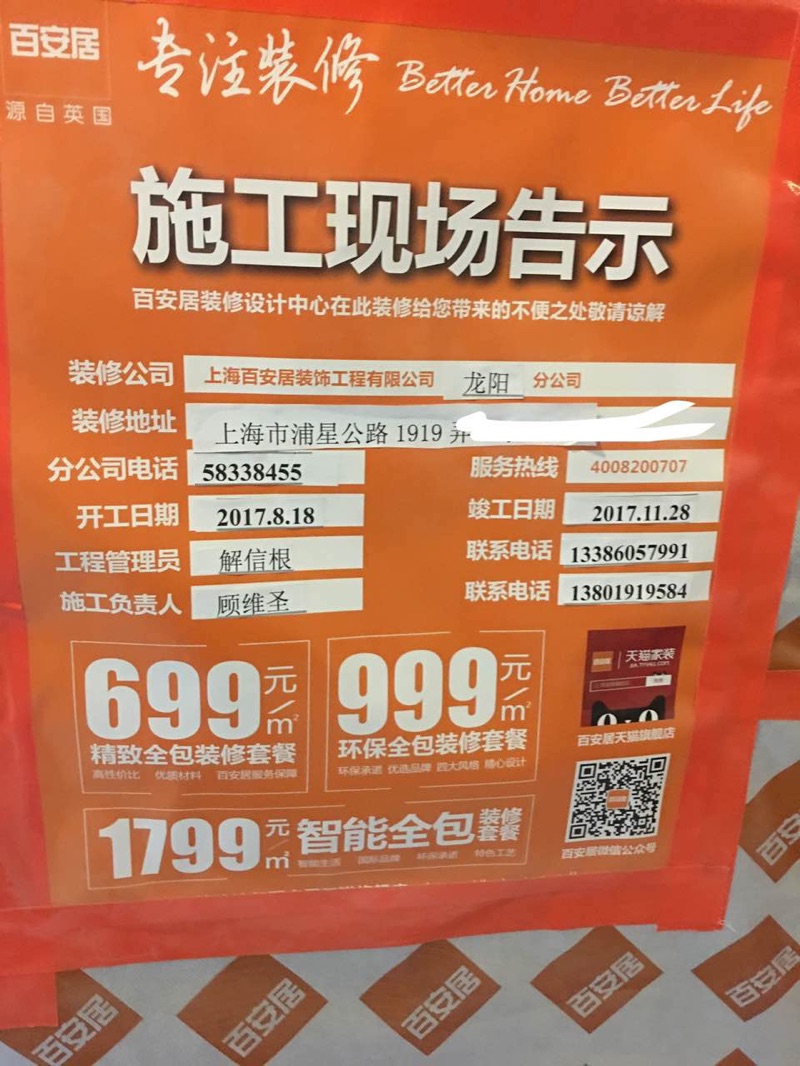 百安居
源自英国
专注装修 Better Home Better Life
施工现场告示
百安居装修设计中心在此装修给您带来的不便之处敬请谅解
装修公司 上海百安居装饰工程有限公司 龙阳 分公司
装修地址 上海市浦星公路 1919 弄
分公司电话 58338455 服务热线 4008200707
开工日期 2017.8.18 竣工日期 2017.11.28
工程管理员 解信根 联系电话 13386057991
施工负责人 顾维圣 联系电话 13801919584
699元/m²
精致全包装修套餐
高性价比 优质材料 百安居服务保障
999元/m²
环保全包装修套餐
环保承诺 优选品牌 四大风格 精心设计
百安居 天猫家装
JIA.TMALL.COM
百安居天猫旗舰店
1799元/m² 智能全包装修套餐
智能生活 国际品牌 环保承诺 特色工艺
百安居微信公众号
百安居
百安居
百安居
百安居
百安居
百安居